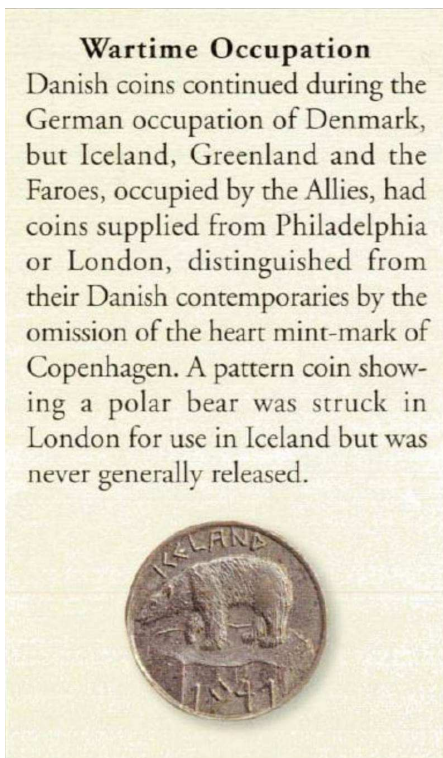 Wartime Occupation
Danish coins continued during the
German occupation of Denmark,
but Iceland, Greenland and the
Faroes, occupied by the Allies, had
coins supplied from Philadelphia
or London, distinguished from
their Danish contemporaries by the
omission of the heart mint-mark of
Copenhagen. A pattern coin show-
ing a polar bear was struck in
London for use in Iceland but was
never generally released.
ICELAND
1941